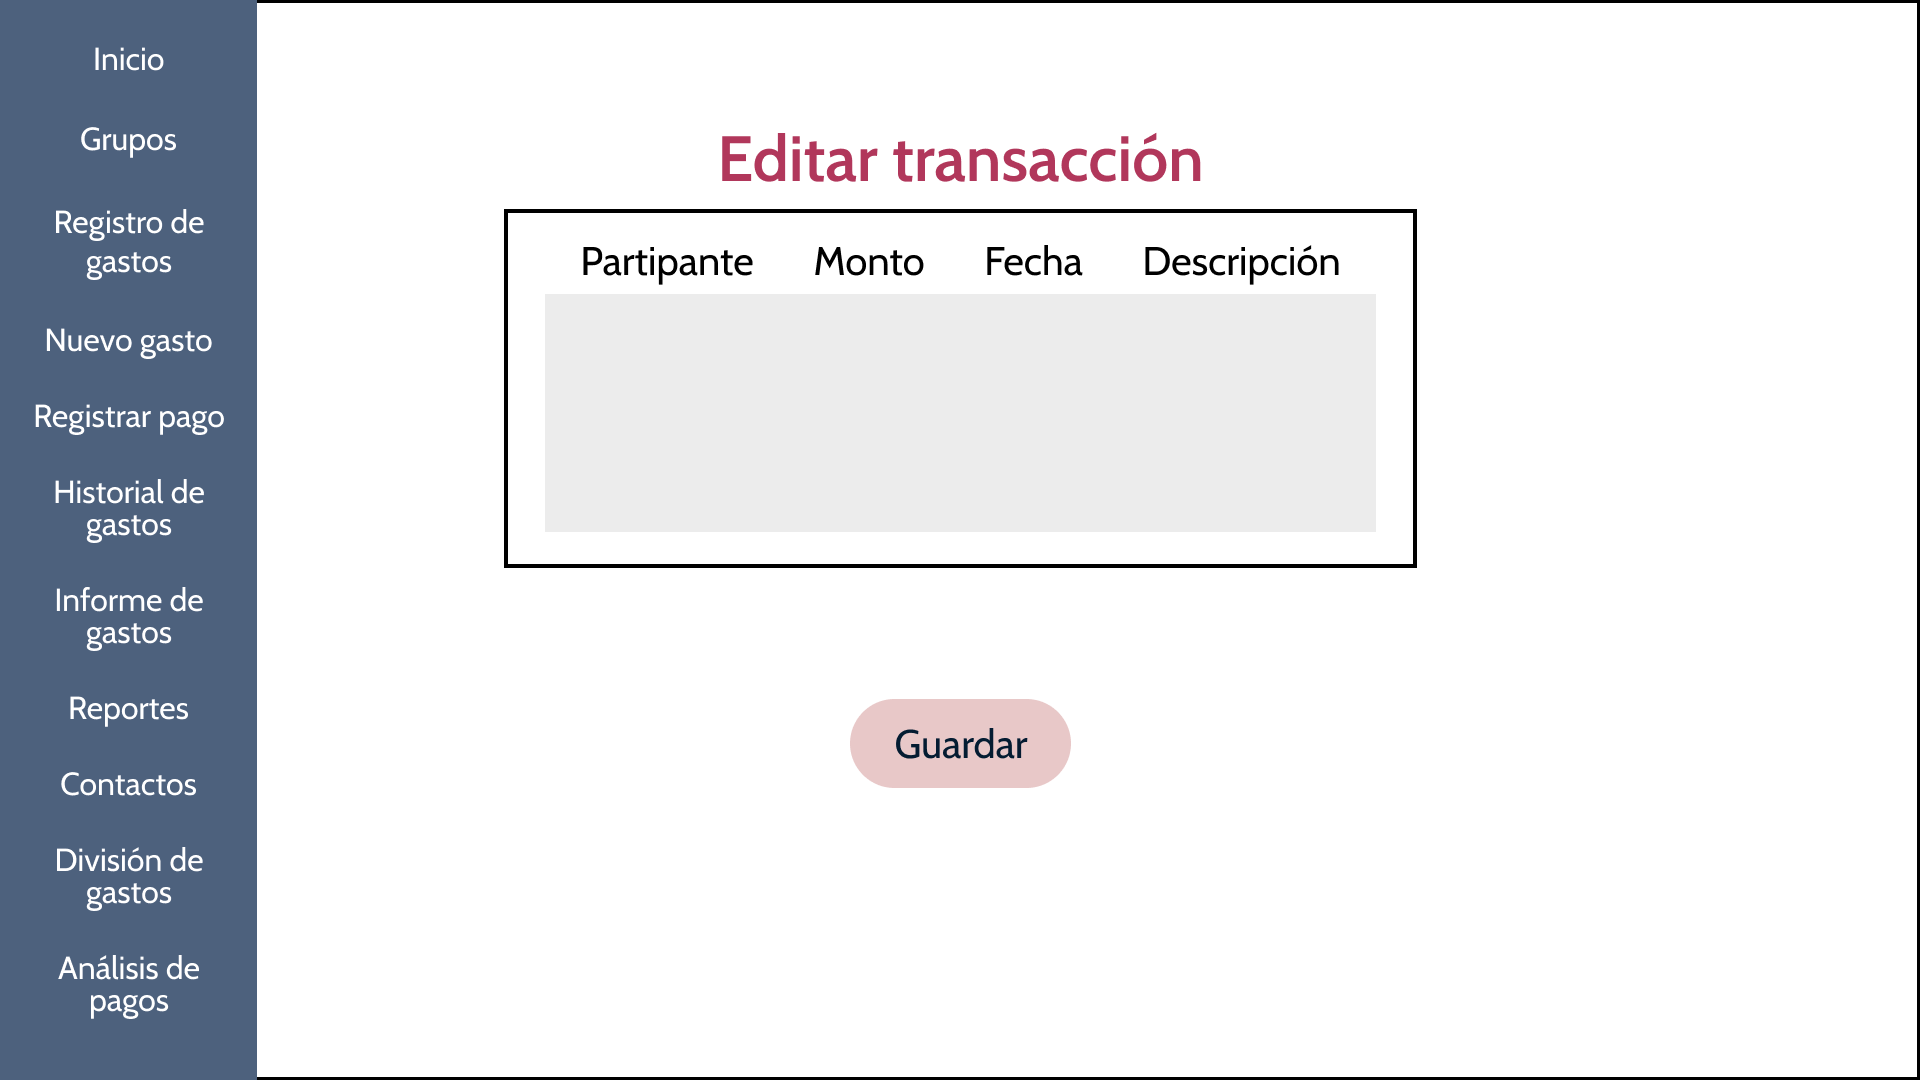 Inicio
Grupos
Registro de
gastos
Nuevo gasto
Registrar pago
Historial de
gastos
Informe de
gastos
Reportes
Contactos
División de
gastos
Análisis de
pagos
Editar transacción
Partipante Monto Fecha Descripción
Guardar